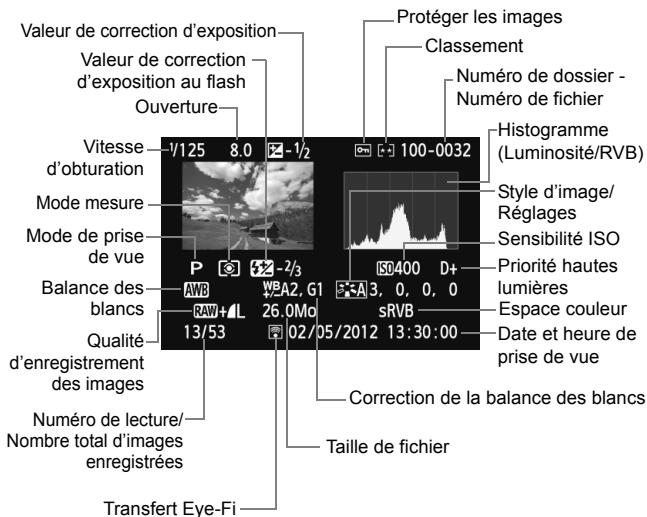 Valeur de correction d'exposition
Valeur de correction
d'exposition au flash
Ouverture
Vitesse
d'obturation
Mode mesure
Mode de prise
de vue
Balance des
blancs
Qualité
d'enregistrement
des images
Numéro de lecture/
Nombre total d'images
enregistrées
Transfert Eye-Fi
Protéger les images
Classement
Numéro de dossier -
Numéro de fichier
Histogramme
(Luminosité/RVB)
Style d'image/
Réglages
Sensibilité ISO
Priorité hautes
lumières
Espace couleur
Date et heure de
prise de vue
Correction de la balance des blancs
Taille de fichier
1/125 8.0 -1/2 100-0032
P -2/3 ISO400 D+
AWB WB A2, G1 A 3, 0, 0, 0
RAW+L 26.0Mo sRVB
13/53 02/05/2012 13:30:00